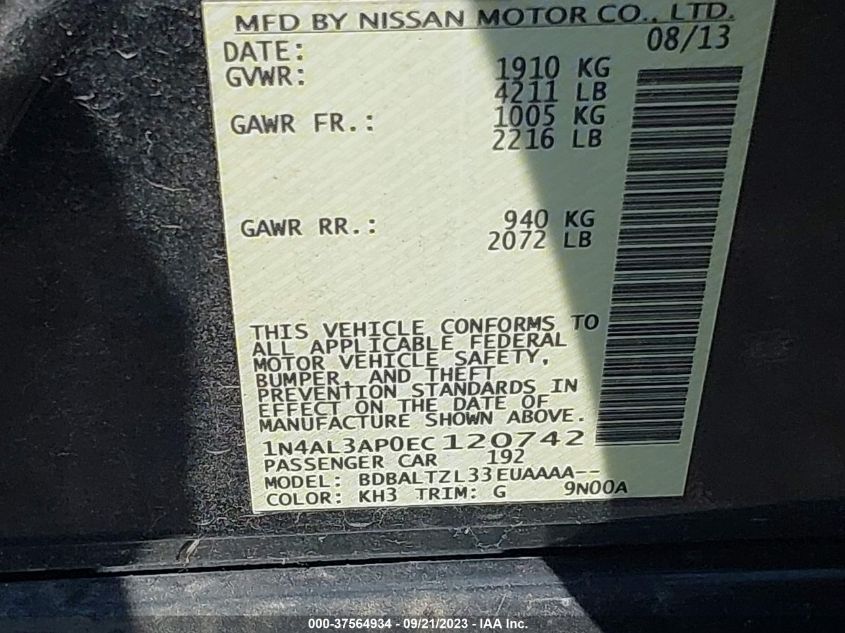 MFD BY NISSAN MOTOR CO., LTD.
DATE: 08/13
GVWR: 1910 KG
4211 LB
GAWR FR.: 1005 KG
2216 LB
GAWR RR.: 940 KG
2072 LB
THIS VEHICLE CONFORMS TO
ALL APPLICABLE FEDERAL
MOTOR VEHICLE SAFETY,
BUMPER, AND THEFT
PREVENTION STANDARDS IN
EFFECT ON THE DATE OF
MANUFACTURE SHOWN ABOVE.
1N4AL3AP0EC120742
PASSENGER CAR 192
MODEL: BDBALTZL33EUAAAA--
COLOR: KH3 TRIM: G 9N00A
000-37564934 - 09/21/2023 - IAA Inc.